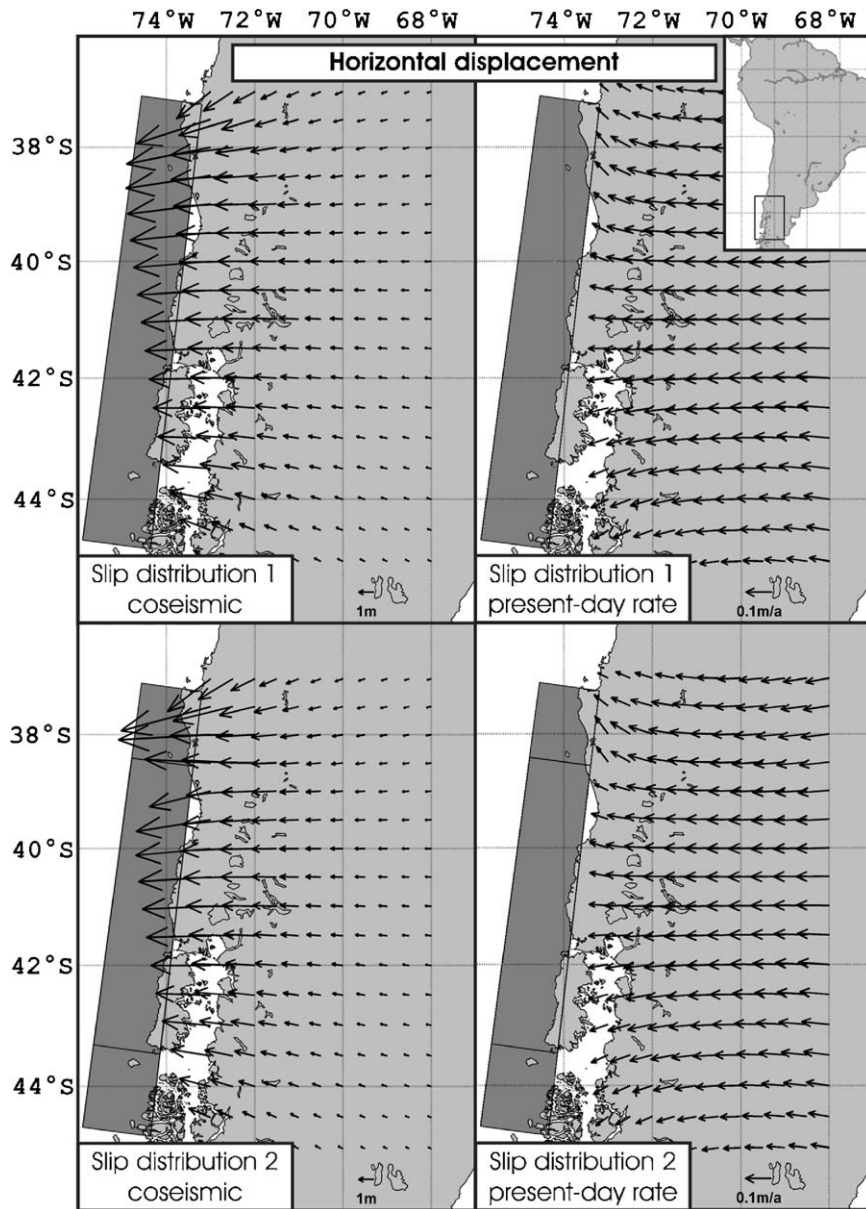 74°W 72°W 70°W 68°W 74°W 72°W 70°W 68°W
Horizontal displacement
38°S
40°S
42°S
44°S
Slip distribution 1
coseismic
1m
Slip distribution 1
present-day rate
0.1m/a
38°S
40°S
42°S
44°S
Slip distribution 2
coseismic
1m
Slip distribution 2
present-day rate
0.1m/a